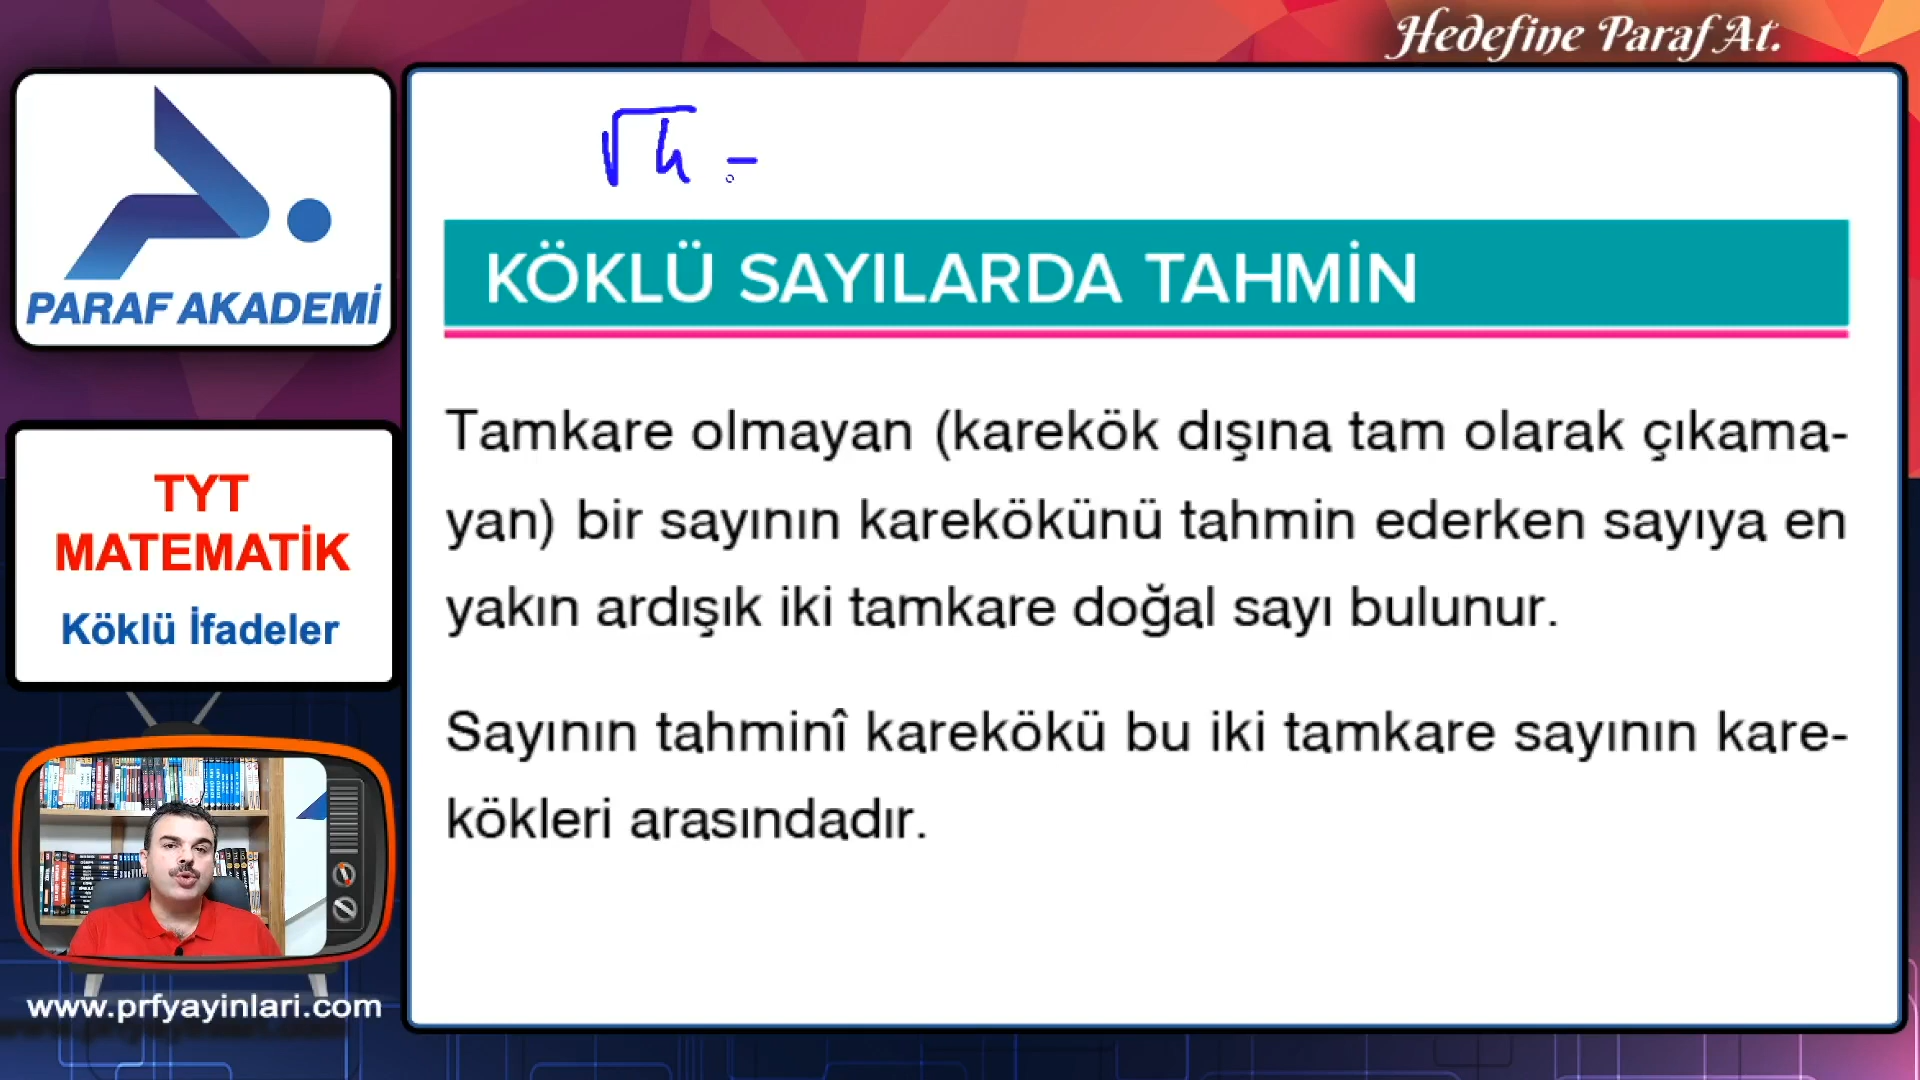 Hedefine Paraf At.
PARAF AKADEMİ
TYT
MATEMATİK
Köklü İfadeler
www.prfyayinlari.com
√4 =
KÖKLÜ SAYILARDA TAHMİN
Tamkare olmayan (karekök dışına tam olarak çıkama-
yan) bir sayının karekökünü tahmin ederken sayıya en
yakın ardışık iki tamkare doğal sayı bulunur.
Sayının tahminî karekökü bu iki tamkare sayının kare-
kökleri arasındadır.